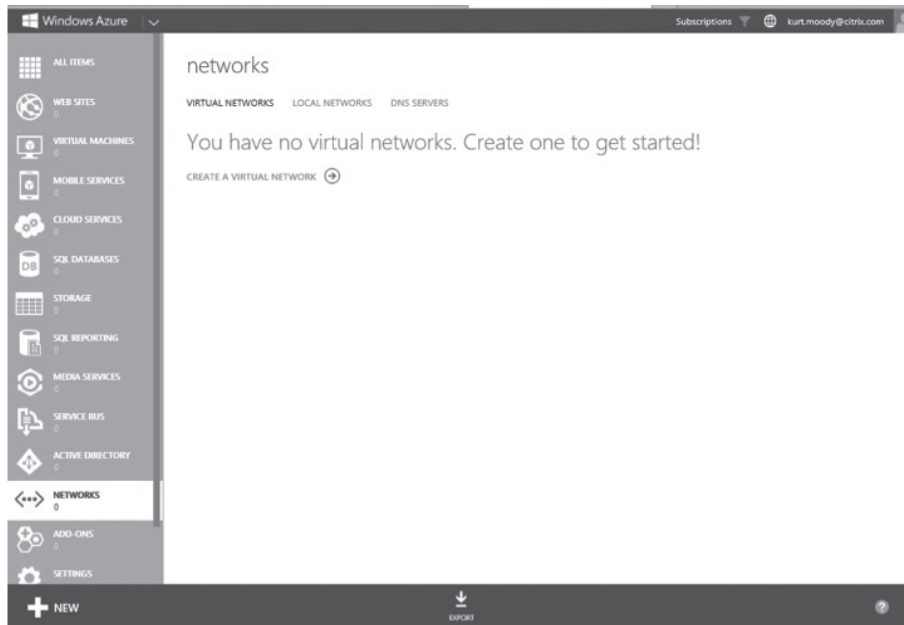 Windows Azure
Subscriptions
kurt.moody@citrix.com
ALL ITEMS
WEB SITES
0
VIRTUAL MACHINES
0
MOBILE SERVICES
0
CLOUD SERVICES
0
DB
SQL DATABASES
0
STORAGE
0
SQL REPORTING
0
MEDIA SERVICES
0
SERVICE BUS
0
ACTIVE DIRECTORY
0
NETWORKS
0
ADD-ONS
0
SETTINGS
networks
VIRTUAL NETWORKS LOCAL NETWORKS DNS SERVERS
You have no virtual networks. Create one to get started!
CREATE A VIRTUAL NETWORK
NEW
EXPORT
?